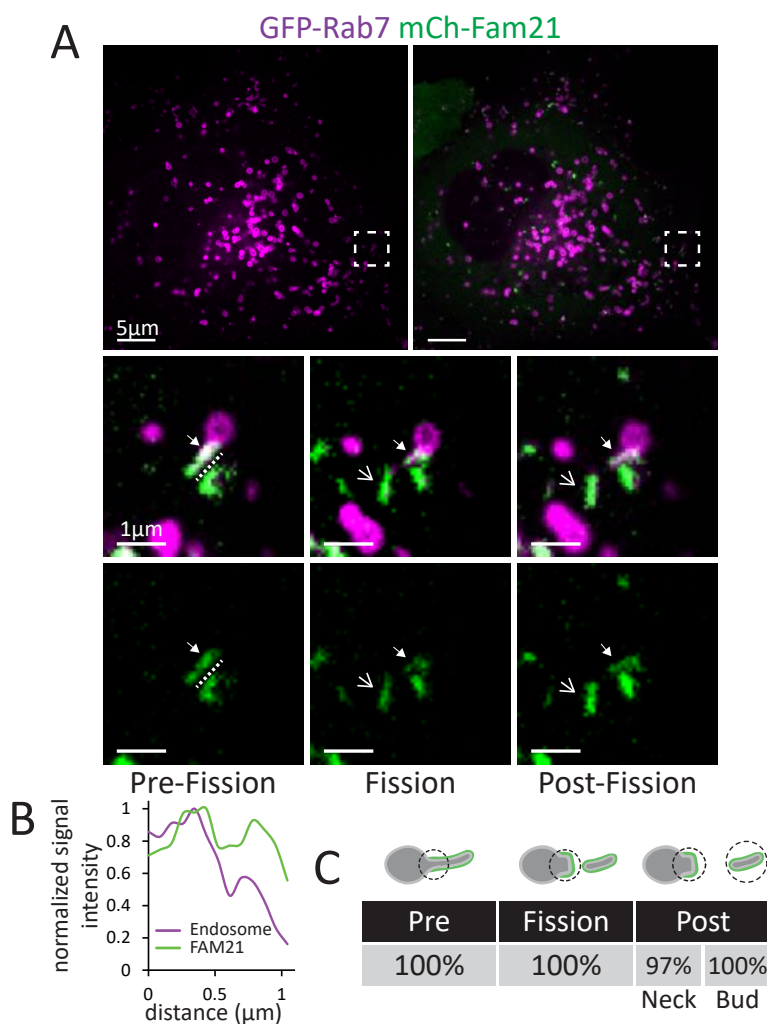 GFP-Rab7 mCh-Fam21
A
5µm
1µm
Pre-Fission Fission Post-Fission
B
normalized signal
intensity
1
0.8
0.6
0.4
0.2
0
Endosome
FAM21
0 0.5 1
distance (µm)
C
Pre Fission Post
100% 100% 97% 100%
Neck Bud